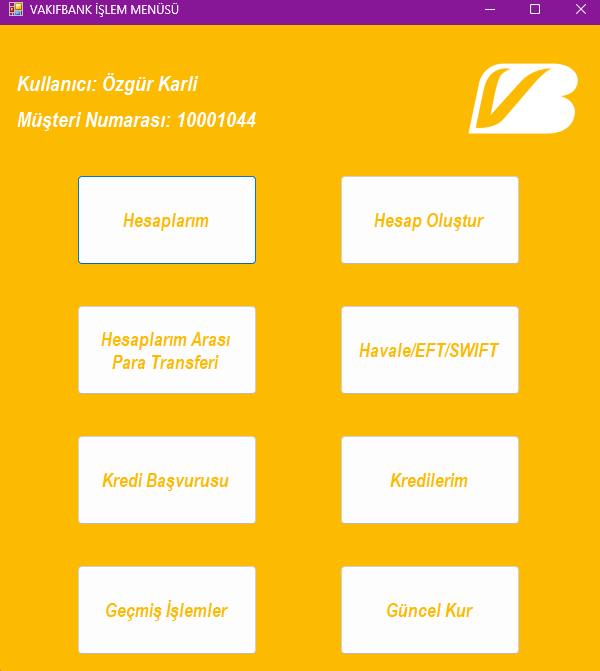 VAKIFBANK İŞLEM MENÜSÜ
Kullanıcı: Özgür Karli
Müşteri Numarası: 10001044
Hesaplarım
Hesap Oluştur
Hesaplarım Arası
Para Transferi
Havale/EFT/SWIFT
Kredi Başvurusu
Kredilerim
Geçmiş İşlemler
Güncel Kur